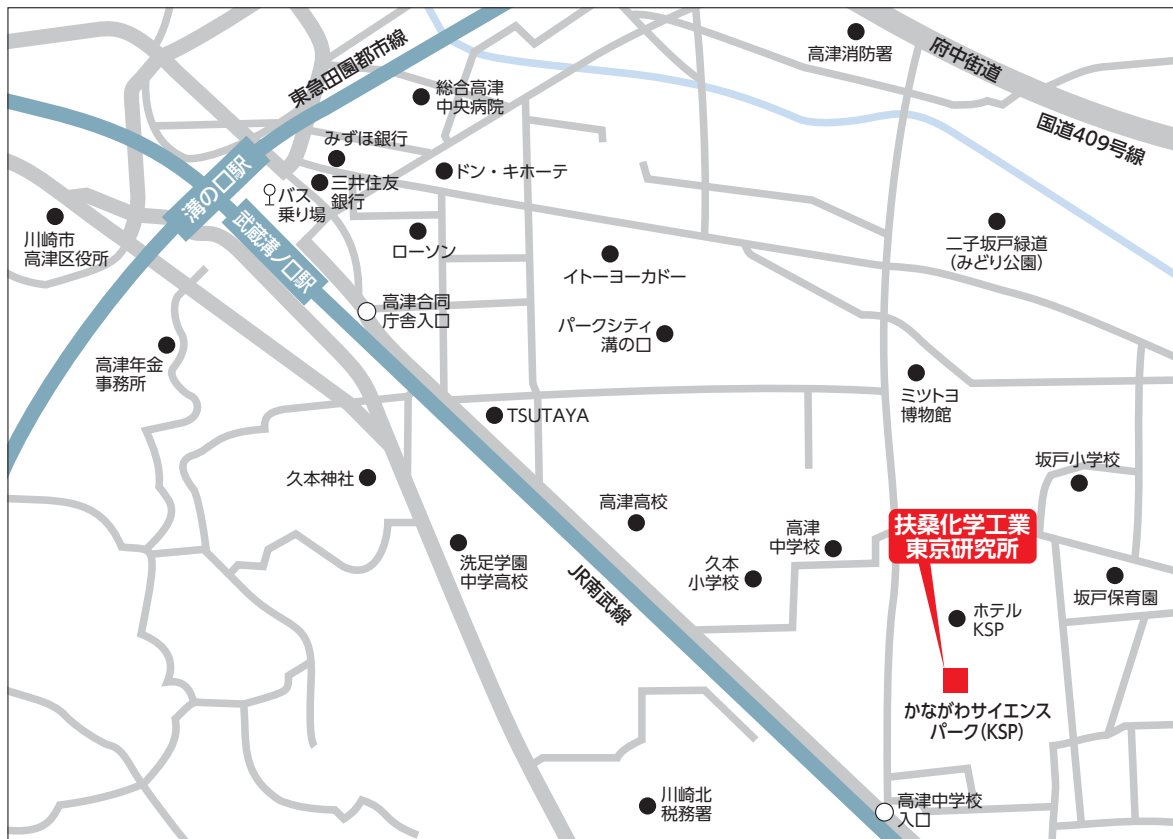 東急田園都市線
総合高津
中央病院
高津消防署
府中街道
国道409号線
みずほ銀行
三井住友
銀行
ドン・キホーテ
バス
乗り場
溝の口駅
武蔵溝ノ口駅
川崎市
高津区役所
ローソン
イトーヨーカドー
二子坂戸緑道
(みどり公園)
高津合同
庁舎入口
パークシティ
溝の口
高津年金
事務所
ミツトヨ
博物館
TSUTAYA
久本神社
坂戸小学校
高津高校
高津
中学校
扶桑化学工業
東京研究所
洗足学園
中学高校
久本
小学校
坂戸保育園
JR南武線
ホテル
KSP
かながわサイエンス
パーク(KSP)
川崎北
税務署
高津中学校
入口